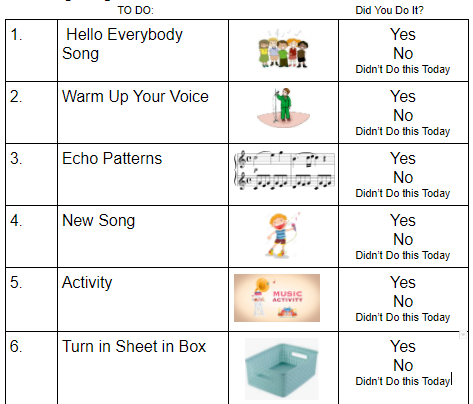 TO DO: Did You Do It?
1. Hello Everybody
Song
Yes
No
Didn't Do this Today
2. Warm Up Your Voice
Yes
No
Didn't Do this Today
3. Echo Patterns
Yes
No
Didn't Do this Today
4. New Song
Yes
No
Didn't Do this Today
5. Activity
MUSIC
ACTIVITY
Yes
No
Didn't Do this Today
6. Turn in Sheet in Box
Yes
No
Didn't Do this Today